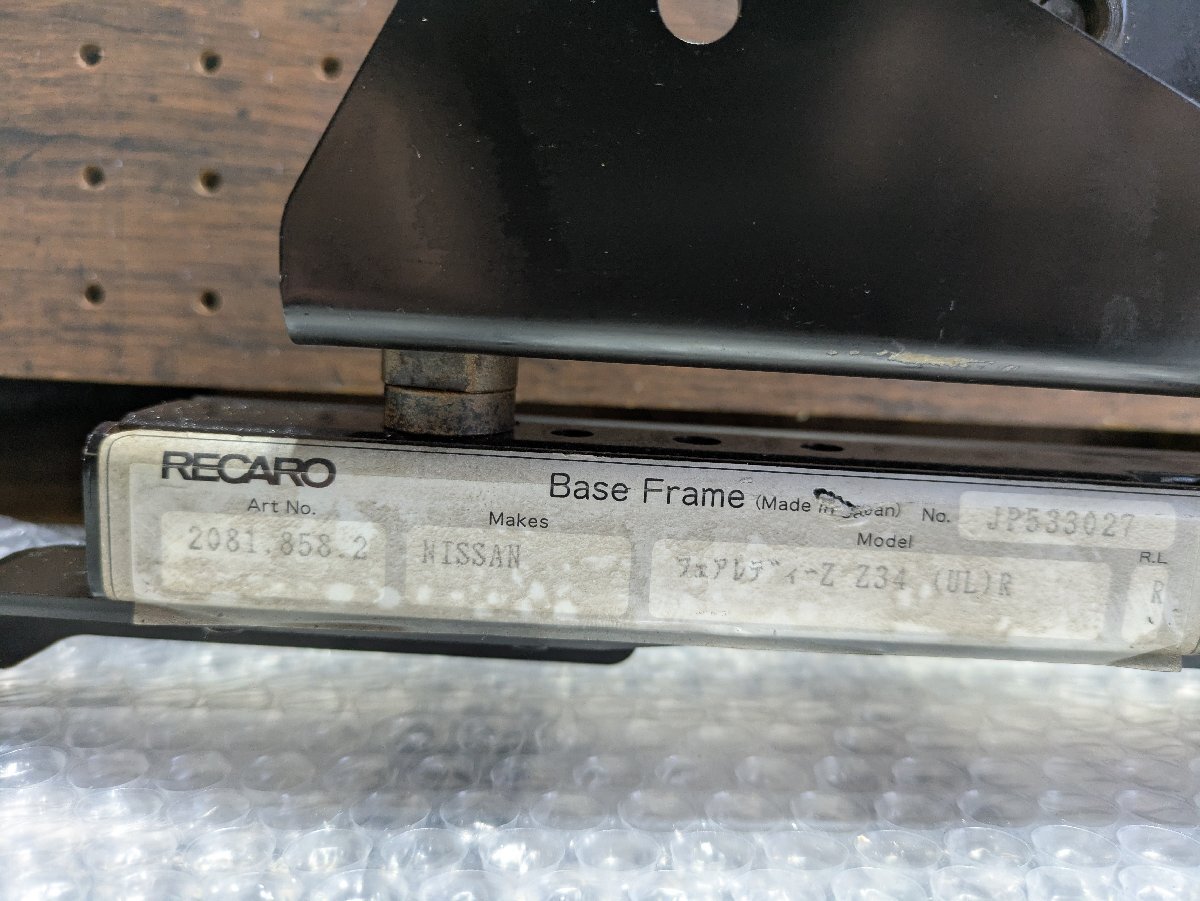 RECARO
Base Frame (Made in Japan) No. JP533027
Art No. Makes Model R.L
2081.858.2 NISSAN フェアレディーZ Z34 (UL)R R